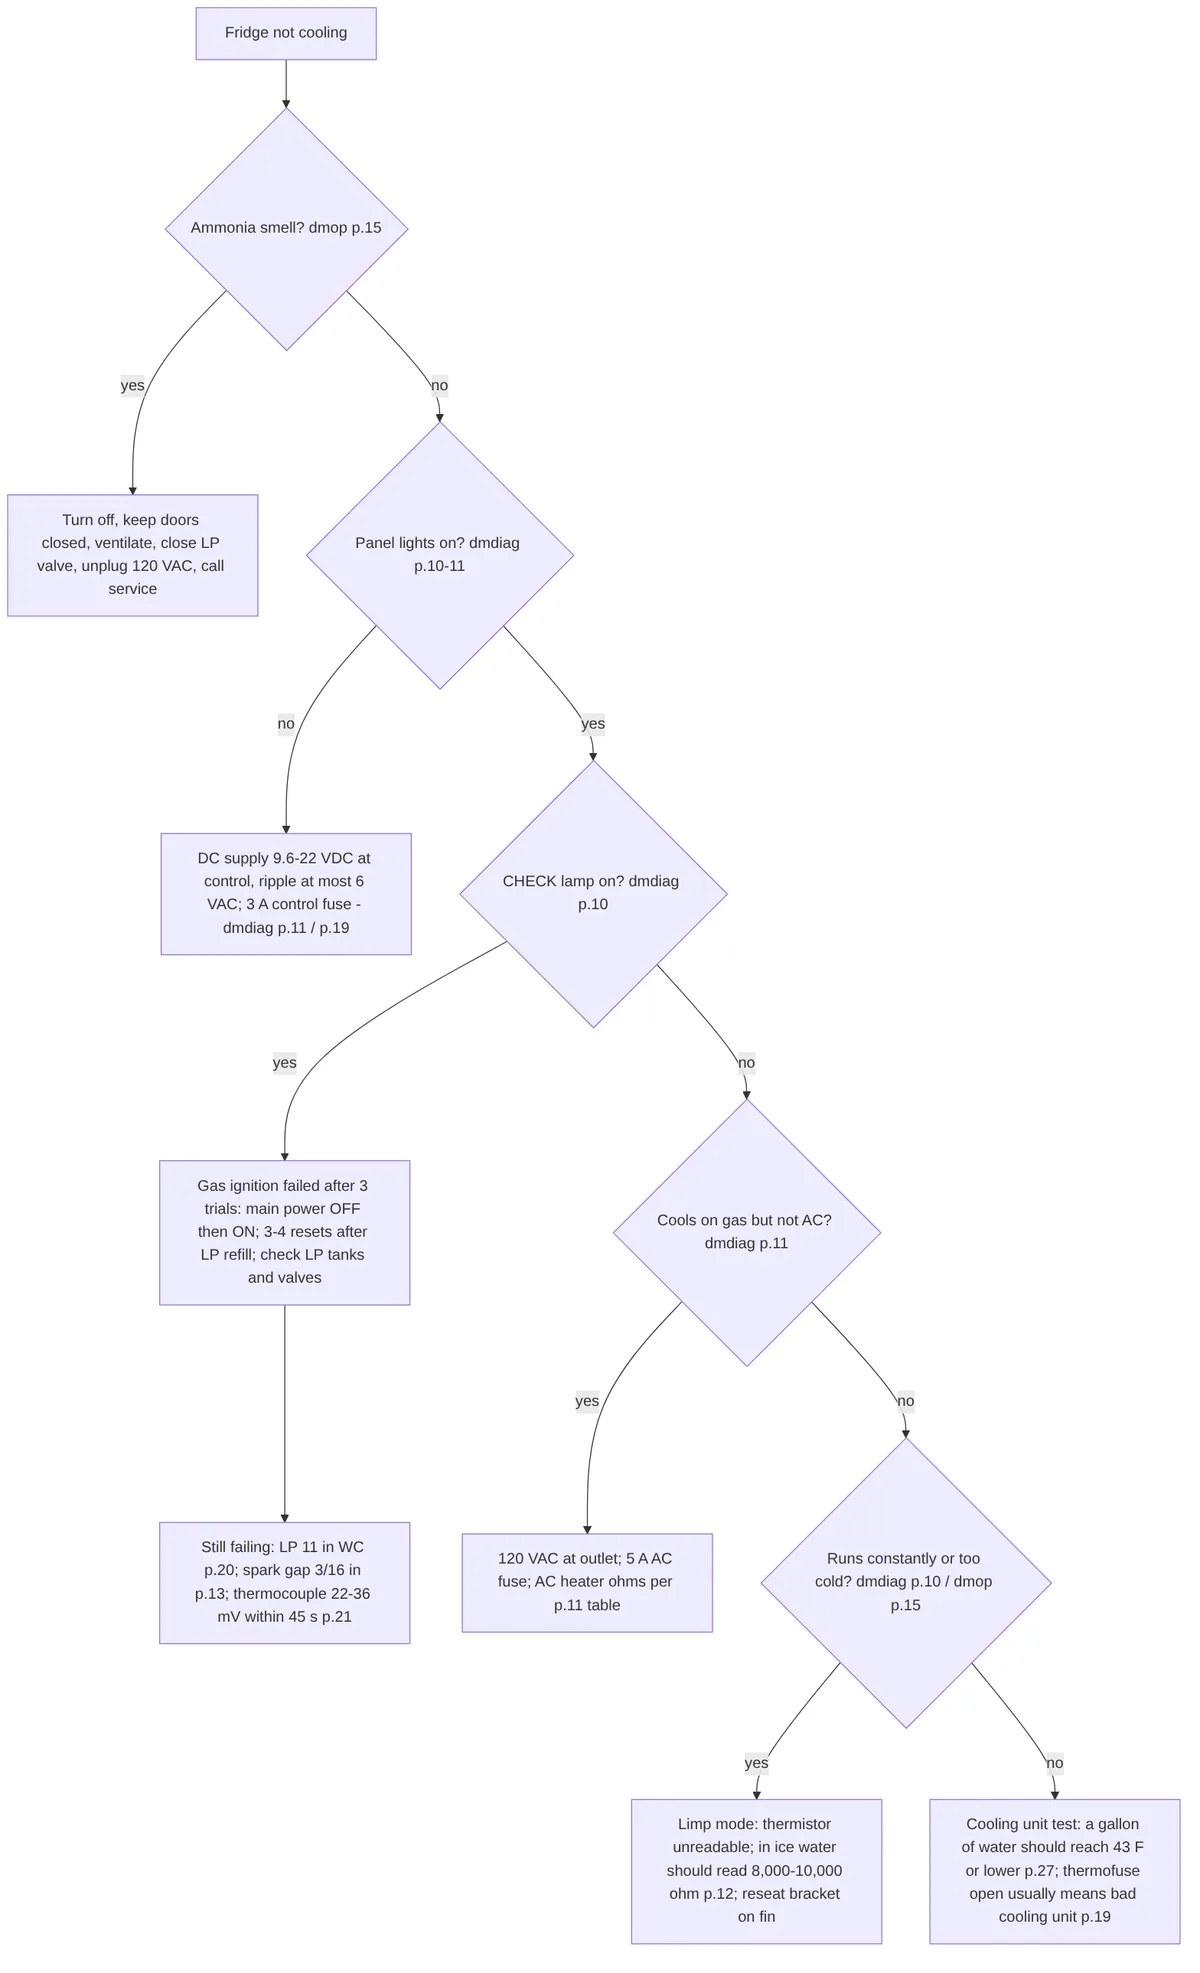 Fridge not cooling
Ammonia smell? dmop p.15
yes
no
Turn off, keep doors
closed, ventilate, close LP
valve, unplug 120 VAC, call
service
Panel lights on? dmdiag
p.10-11
no
yes
DC supply 9.6-22 VDC at
control, ripple at most 6
VAC; 3 A control fuse -
dmdiag p.11 / p.19
CHECK lamp on? dmdiag
p.10
yes
no
Gas ignition failed after 3
trials: main power OFF
then ON; 3-4 resets after
LP refill; check LP tanks
and valves
Cools on gas but not AC?
dmdiag p.11
yes
no
Still failing: LP 11 in WC
p.20; spark gap 3/16 in
p.13; thermocouple 22-36
mV within 45 s p.21
120 VAC at outlet; 5 A AC
fuse; AC heater ohms per
p.11 table
Runs constantly or too
cold? dmdiag p.10 / dmop
p.15
yes
no
Limp mode: thermistor
unreadable; in ice water
should read 8,000-10,000
ohm p.12; reseat bracket
on fin
Cooling unit test: a gallon
of water should reach 43 F
or lower p.27; thermofuse
open usually means bad
cooling unit p.19